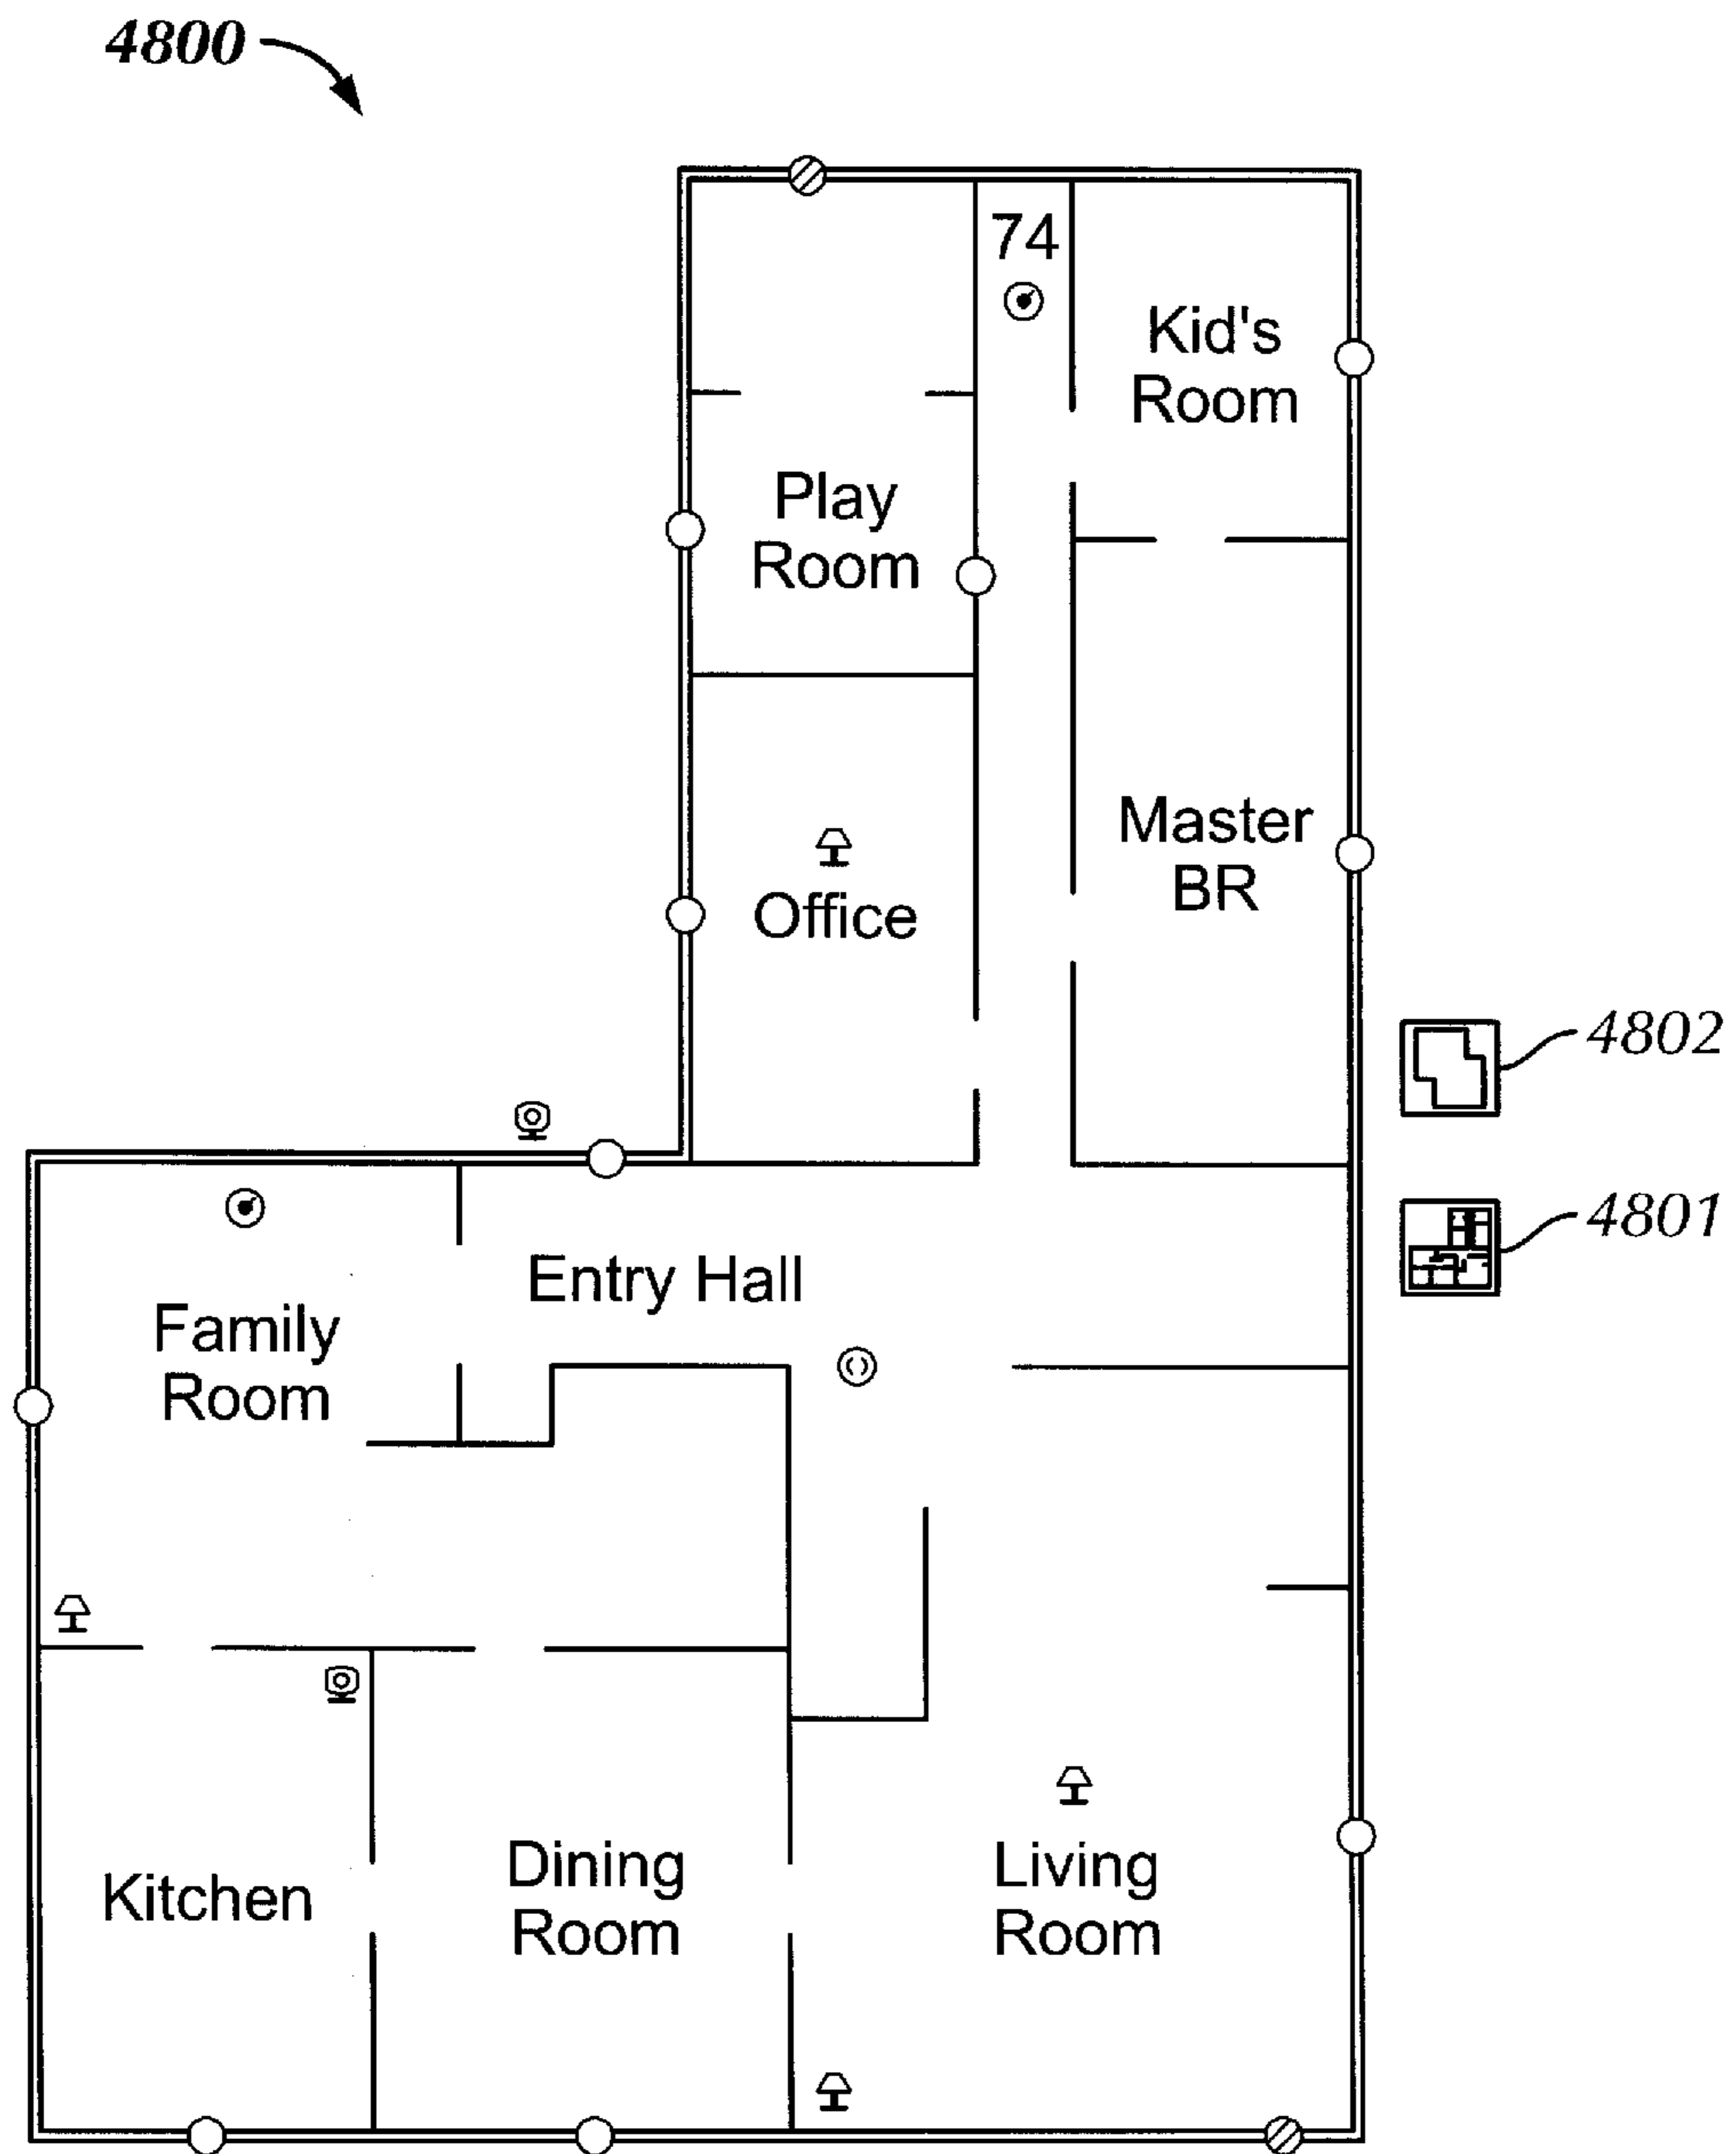 4800
74
Kid's
Room
Play
Room
Master
BR
Office
4802
4801
Entry Hall
Family
Room
Dining
Room
Living
Room
Kitchen